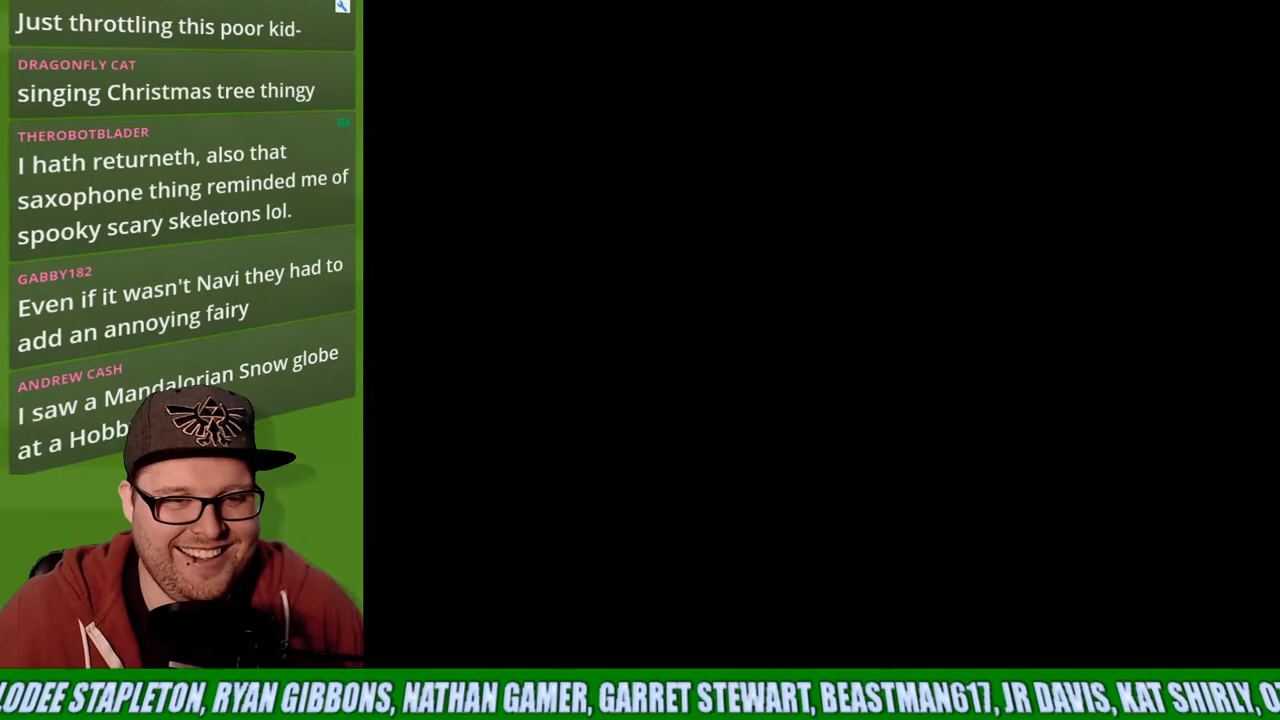 Just throttling this poor kid-
DRAGONFLY CAT
singing Christmas tree thingy
THEROBOTBLADER
I hath returneth, also that
saxophone thing reminded me of
spooky scary skeletons lol.
GABBY182
Even if it wasn't Navi they had to
add an annoying fairy
ANDREW CASH
I saw a Mandalorian Snow globe
at a Hobb
LODEE STAPLETON, RYAN GIBBONS, NATHAN GAMER, GARRET STEWART, BEASTMAN617, JR DAVIS, KAT SHIRLY,